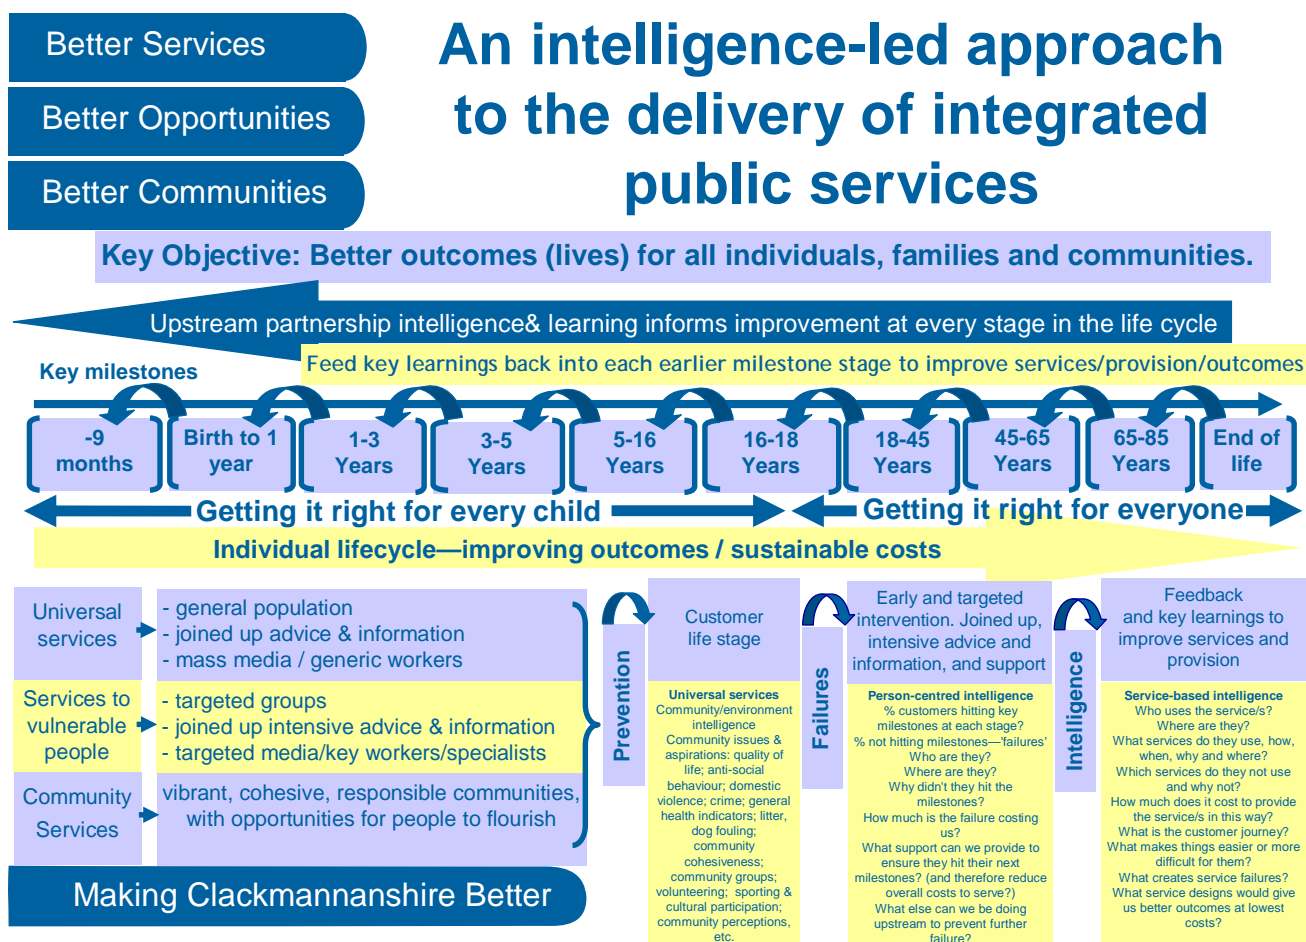 Better Services
Better Opportunities
Better Communities
An intelligence-led approach
to the delivery of integrated
public services
Key Objective: Better outcomes (lives) for all individuals, families and communities.
Upstream partnership intelligence& learning informs improvement at every stage in the life cycle
Feed key learnings back into each earlier milestone stage to improve services/provision/outcomes
Key milestones
-9
months
Birth to 1
year
1-3
Years
3-5
Years
5-16
Years
16-18
Years
18-45
Years
45-65
Years
65-85
Years
End of
life
Getting it right for every child
Getting it right for everyone
Individual lifecycle—improving outcomes / sustainable costs
Universal
services
- general population
- joined up advice & information
- mass media / generic workers
Services to
vulnerable
people
- targeted groups
- joined up intensive advice & information
- targeted media/key workers/specialists
Community
Services
vibrant, cohesive, responsible communities,
with opportunities for people to flourish
Making Clackmannanshire Better
Prevention
Customer
life stage
Universal services
Community/environment
intelligence
Community issues &
aspirations: quality of
life; anti-social
behaviour; domestic
violence; crime; general
health indicators; litter,
dog fouling;
community
cohesiveness;
community groups;
volunteering; sporting &
cultural participation;
community perceptions,
etc.
Failures
Early and targeted
intervention. Joined up,
intensive advice and
information, and support
Person-centred intelligence
% customers hitting key
milestones at each stage?
% not hitting milestones—'failures'
Who are they?
Where are they?
Why didn't they hit the
milestones?
How much is the failure costing
us?
What support can we provide to
ensure they hit their next
milestones? (and therefore reduce
overall costs to serve?)
What else can we be doing
upstream to prevent further
failure?
Intelligence
Feedback
and key learnings to
improve services and
provision
Service-based intelligence
Who uses the service/s?
Where are they?
What services do they use, how,
when, why and where?
Which services do they not use
and why not?
How much does it cost to provide
the service/s in this way?
What is the customer journey?
What makes things easier or more
difficult for them?
What creates service failures?
What service designs would give
us better outcomes at lowest
costs?